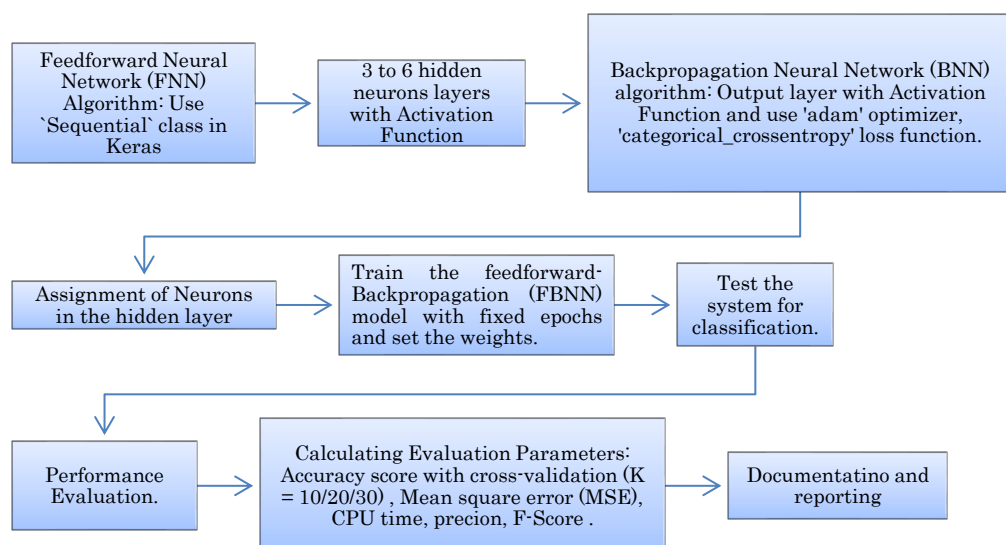 Feedforward Neural
Network (FNN)
Algorithm: Use
`Sequential` class in
Keras
3 to 6 hidden
neurons layers
with Activation
Function
Backpropagation Neural Network (BNN)
algorithm: Output layer with Activation
Function and use 'adam' optimizer,
'categorical_crossentropy' loss function.
Assignment of Neurons
in the hidden layer
Train the feedforward-
Backpropagation (FBNN)
model with fixed epochs
and set the weights.
Test the
system for
classification.
Performance
Evaluation.
Calculating Evaluation Parameters:
Accuracy score with cross-validation (K
= 10/20/30) , Mean square error (MSE),
CPU time, precion, F-Score .
Documentatino and
reporting